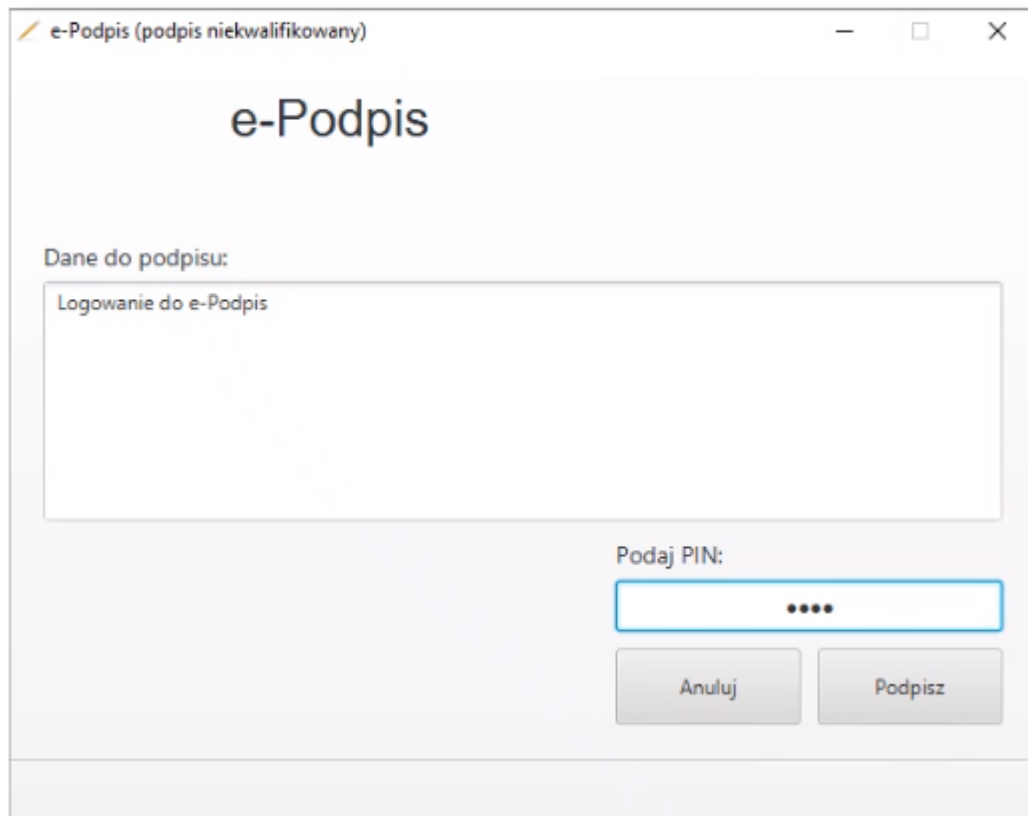 e-Podpis (podpis niekwalifikowany)
e-Podpis
Dane do podpisu:
Logowanie do e-Podpis
Podaj PIN:
••••
Anuluj
Podpisz